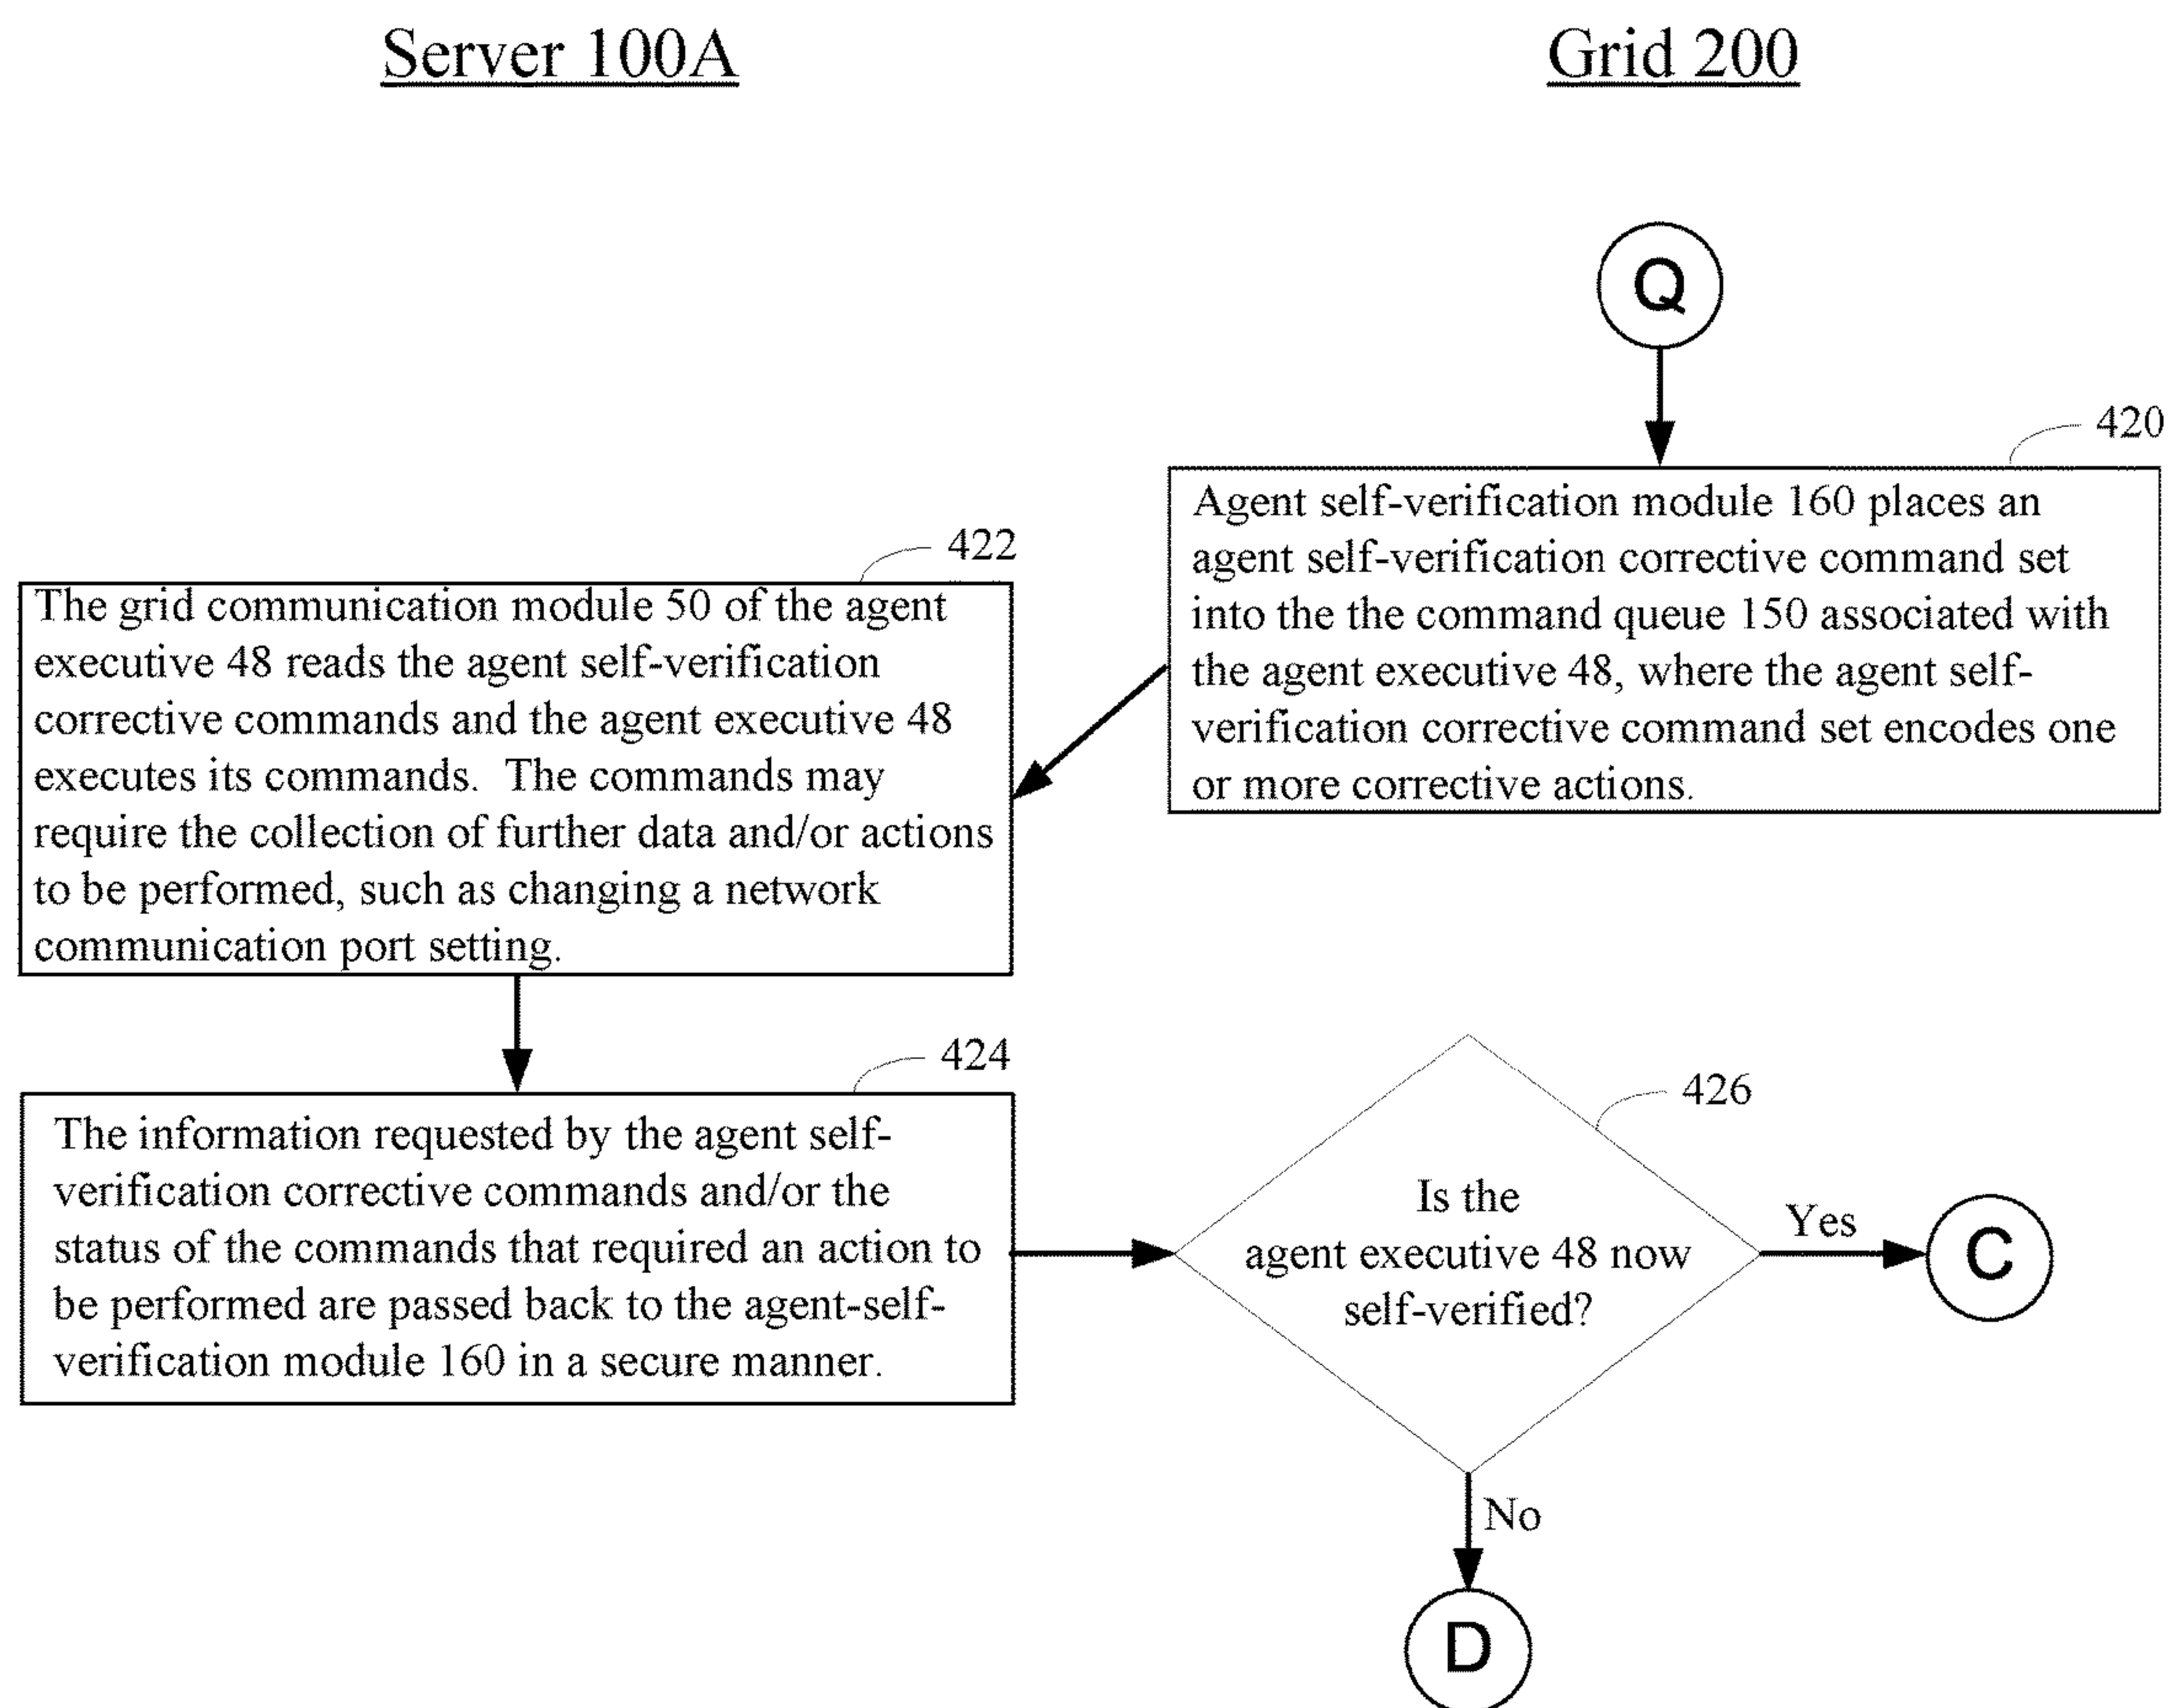 Server 100A
Grid 200
Q
420
Agent self-verification module 160 places an
agent self-verification corrective command set
into the the command queue 150 associated with
the agent executive 48, where the agent self-
verification corrective command set encodes one
or more corrective actions.
422
The grid communication module 50 of the agent
executive 48 reads the agent self-verification
corrective commands and the agent executive 48
executes its commands.  The commands may
require the collection of further data and/or actions
to be performed, such as changing a network
communication port setting.
424
The information requested by the agent self-
verification corrective commands and/or the
status of the commands that required an action to
be performed are passed back to the agent-self-
verification module 160 in a secure manner.
426
Is the
agent executive 48 now
self-verified?
Yes
C
No
D